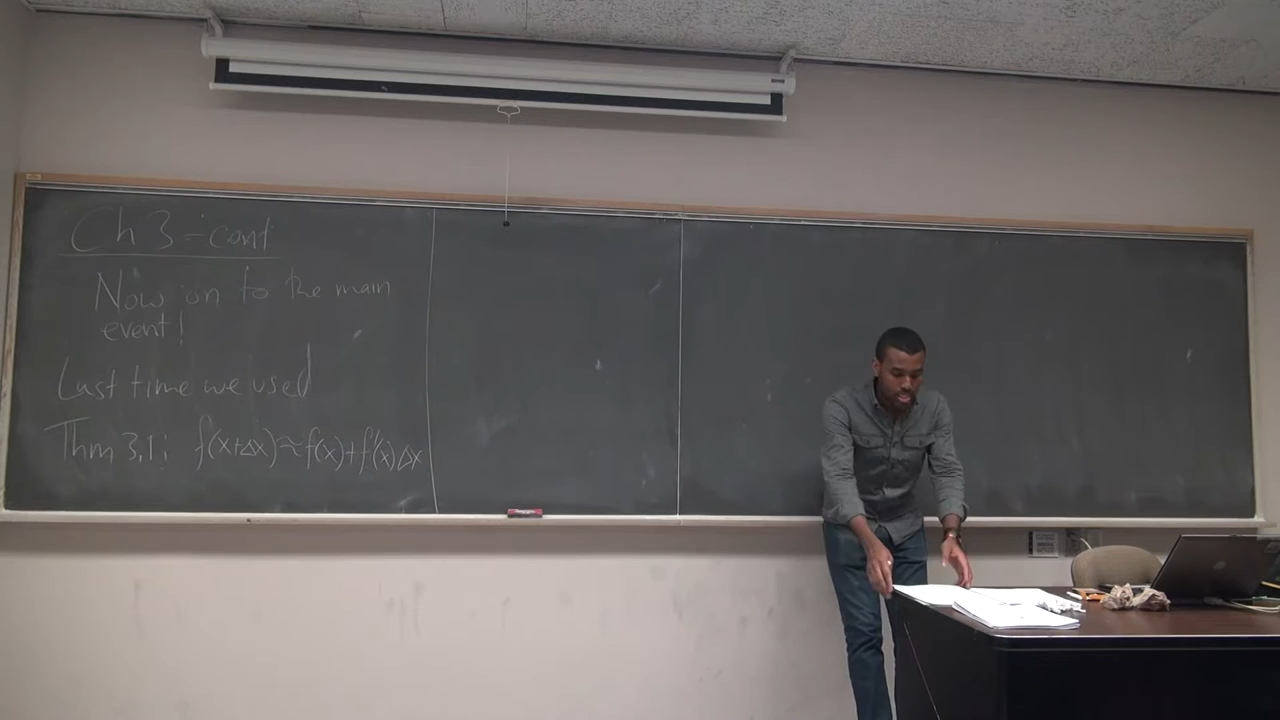 Ch 3 - cont
Now on to the main
event!
Last time we used
Thm 3.1: f(x+Δx)≈f(x)+f'(x)Δx